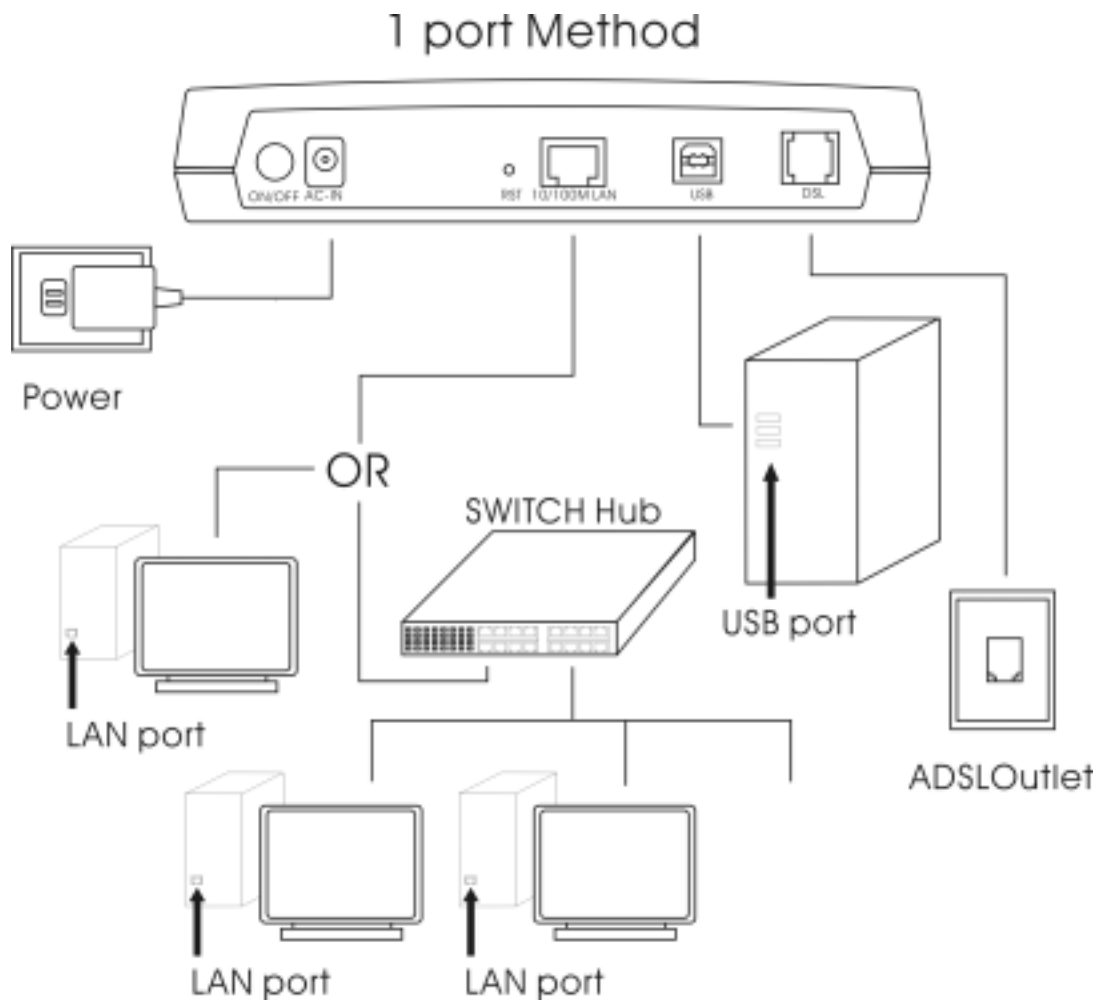 1 port Method
ON/OFF AC-IN RST 10/100M LAN USB DSL
Power
OR
SWITCH Hub
USB port
LAN port
ADSLOutlet
LAN port LAN port